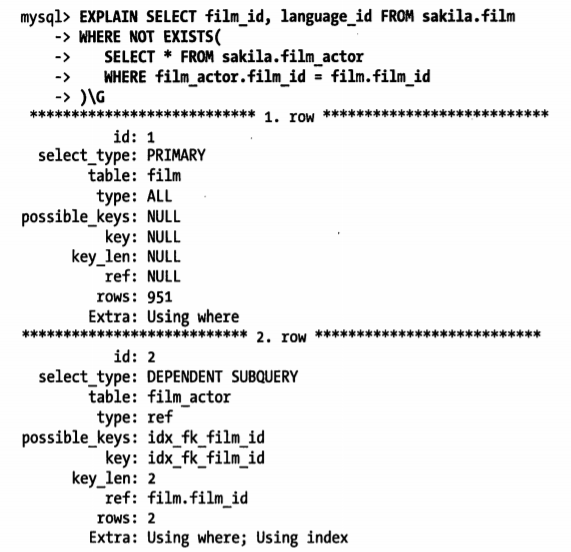 mysql> EXPLAIN SELECT film_id, language_id FROM sakila.film
-> WHERE NOT EXISTS(
-> SELECT * FROM sakila.film_actor
-> WHERE film_actor.film_id = film.film_id
-> )\G
*************************** 1. row ***************************
id: 1
select_type: PRIMARY
table: film
type: ALL
possible_keys: NULL
key: NULL
key_len: NULL
ref: NULL
rows: 951
Extra: Using where
*************************** 2. row ***************************
id: 2
select_type: DEPENDENT SUBQUERY
table: film_actor
type: ref
possible_keys: idx_fk_film_id
key: idx_fk_film_id
key_len: 2
ref: film.film_id
rows: 2
Extra: Using where; Using index